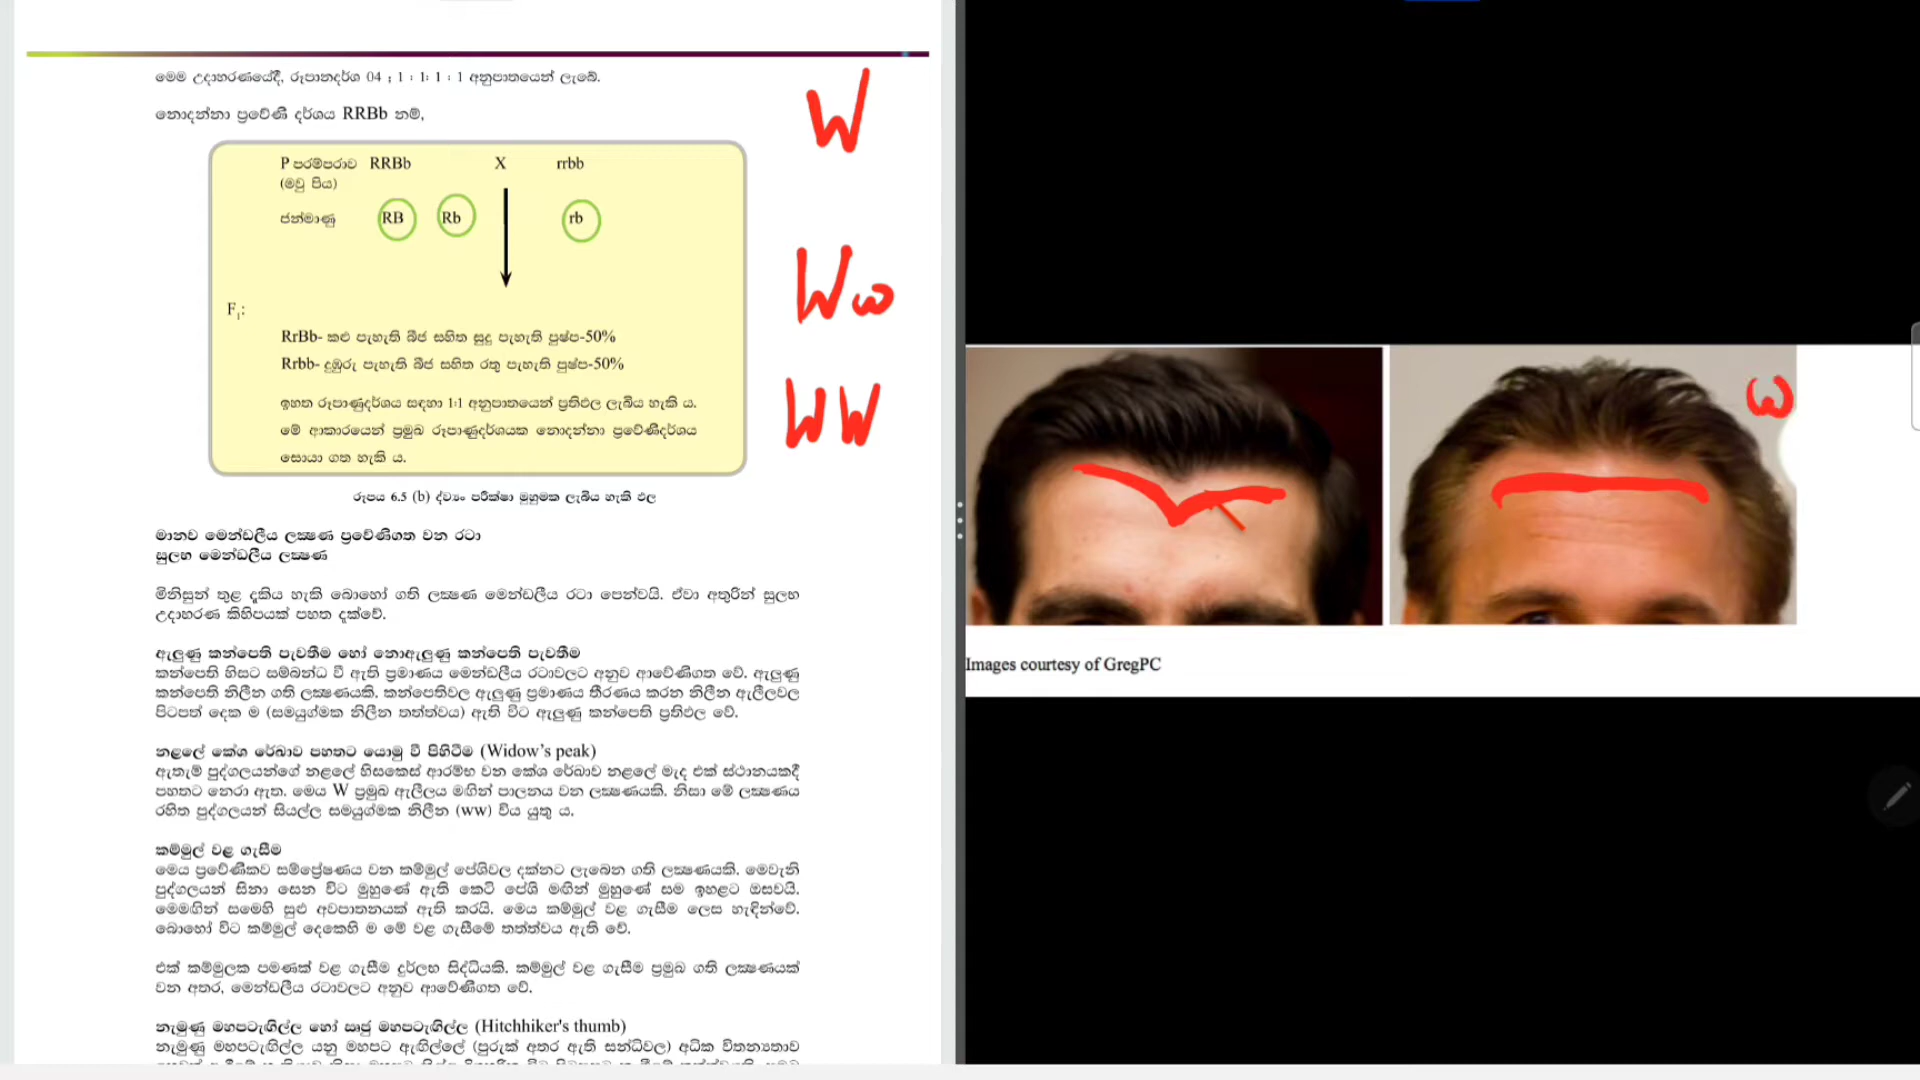 මෙම උදාහරණයේදී, රූපානදර්ශ 04 ; 1 : 1: 1 : 1 අනුපාතයෙන් ලැබේ.
නොදන්නා ප්‍රවේණි දර්ශය RRBb නම්,
P පරම්පරාව RRBb X rrbb
(මවු පිය)
ජන්මාණු RB Rb rb
F1:
RrBb- කළු පැහැති බීජ සහිත සුදු පැහැති පුෂ්ප-50%
Rrbb- දුඹුරු පැහැති බීජ සහිත රතු පැහැති පුෂ්ප-50%
ඉහත රූපාණුදර්ශය සඳහා 1:1 අනුපාතයෙන් ප්‍රතිඵල ලැබිය හැකි ය.
මේ ආකාරයෙන් ප්‍රමුඛ රූපාණුදර්ශයක නොදන්නා ප්‍රවේණිදර්ශය
සොයා ගත හැකි ය.
රූපය 6.5 (b) ද්වාං පරීක්ෂා මුහුමක ලැබිය හැකි ඵල
මානව මෙන්ඩලීය ලක්‍ෂණ ප්‍රවේණිගත වන රටා
සුලභ මෙන්ඩලීය ලක්‍ෂණ
මිනිසුන් තුළ දැකිය හැකි බොහෝ ගති ලක්‍ෂණ මෙන්ඩලීය රටා පෙන්වයි. ඒවා අතුරින් සුලභ
උදාහරණ කිහිපයක් පහත දැක්වේ.
ඇලුණු කන්පෙති පැවතීම හෝ නොඇලුණු කන්පෙති පැවතීම
කන්පෙති හිසට සම්බන්ධ වී ඇති ප්‍රමාණය මෙන්ඩලීය රටාවලට අනුව ආවේණිගත වේ. ඇලුණු
කන්පෙති නිලීන ගති ලක්‍ෂණයකි. කන්පෙතිවල ඇලුණු ප්‍රමාණය තීරණය කරන නිලීන ඇලීලවල
පිටපත් දෙක ම (සමයුග්මක නිලීන තත්ත්වය) ඇති විට ඇලුණු කන්පෙති ප්‍රතිඵල වේ.
නළලේ කේශ රේඛාව පහතට යොමු වී පිහිටීම (Widow’s peak)
ඇතැම් පුද්ගලයන්ගේ නළලේ හිසකෙස් ආරම්භ වන කේශ රේඛාව නළලේ මැද එක් ස්ථානයකදී
පහතට නෙරා ඇත. මෙය W ප්‍රමුඛ ඇලීලය මගින් පාලනය වන ලක්‍ෂණයකි. නිසා මේ ලක්‍ෂණය
රහිත පුද්ගලයන් සියල්ල සමයුග්මක නිලීන (ww) විය යුතු ය.
කම්මුල් වළ ගැසීම
මෙය ප්‍රවේණිකව සම්ප්‍රේෂණය වන කම්මුල් පේශිවල දක්නට ලැබෙන ගති ලක්‍ෂණයකි. මෙවැනි
පුද්ගලයන් සිනා සෙන විට මුහුණේ ඇති කෙටි පේශි මඟින් මුහුණේ සම ඉහළට ඔසවයි.
මෙමඟින් සමෙහි සුළු අවපාතනයක් ඇති කරයි. මෙය කම්මුල් වළ ගැසීම ලෙස හැඳින්වේ.
බොහෝ විට කම්මුල් දෙකෙහි ම මේ වළ ගැසීමේ තත්ත්වය ඇති වේ.
එක් කම්මුලක පමණක් වළ ගැසීම දුර්ලභ සිද්ධියකි. කම්මුල් වළ ගැසීම ප්‍රමුඛ ගති ලක්‍ෂණයක්
වන අතර, මෙන්ඩලීය රටාවලට අනුව ආවේණිගත වේ.
නැමුණු මහපටැඟිල්ල හෝ ඍජු මහපටැඟිල්ල (Hitchhiker's thumb)
නැමුණු මහපටැඟිල්ල යනු මහපට ඇඟිල්ලේ (පුරුක් අතර ඇති සන්ධිවල) අධික විතන්‍යතාව
W
Ww
WW
w
Images courtesy of GregPC